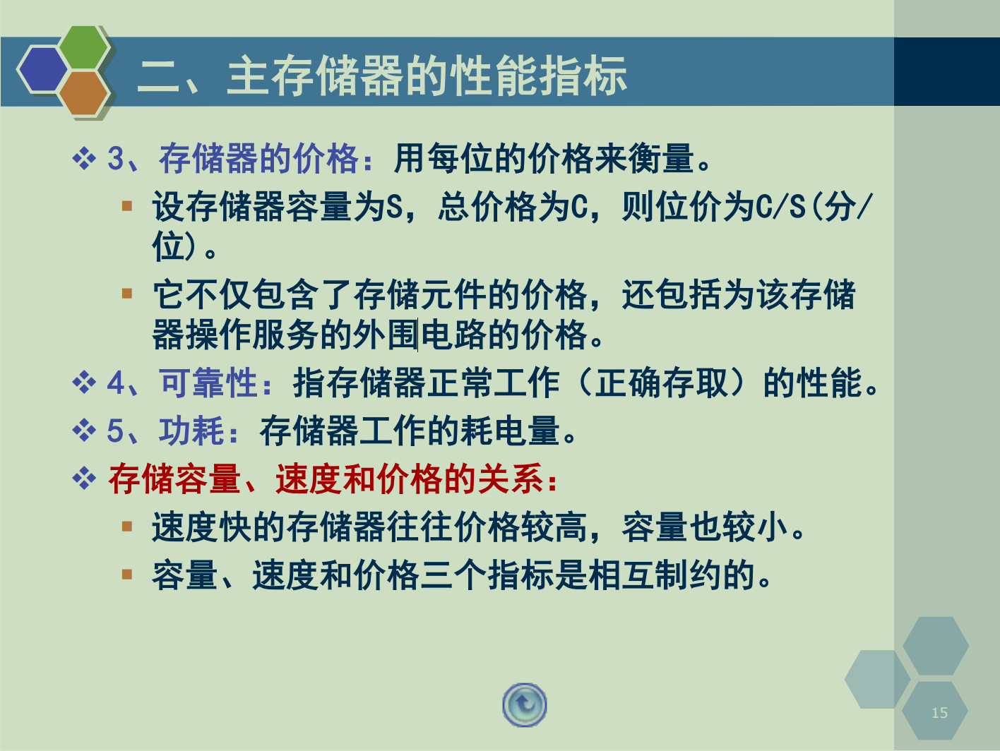 二、主存储器的性能指标
3、存储器的价格：用每位的价格来衡量。
设存储器容量为S，总价格为C，则位价为C/S(分/
位)。
它不仅包含了存储元件的价格，还包括为该存储
器操作服务的外围电路的价格。
4、可靠性：指存储器正常工作（正确存取）的性能。
5、功耗：存储器工作的耗电量。
存储容量、速度和价格的关系：
速度快的存储器往往价格较高，容量也较小。
容量、速度和价格三个指标是相互制约的。
15